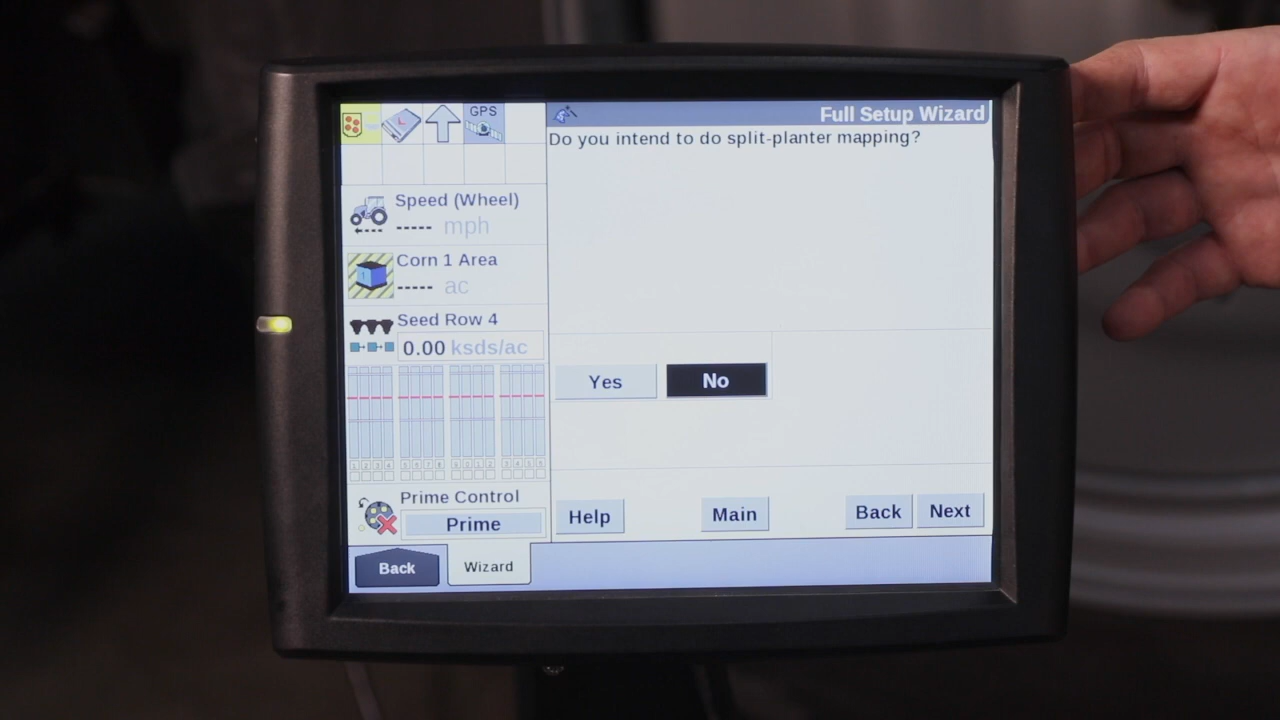 GPS
Full Setup Wizard
Do you intend to do split-planter mapping?
Speed (Wheel)
----- mph
Corn 1 Area
----- ac
Seed Row 4
0.00 ksds/ac
Yes
No
Prime Control
Prime
Help
Main
Back
Next
Back
Wizard